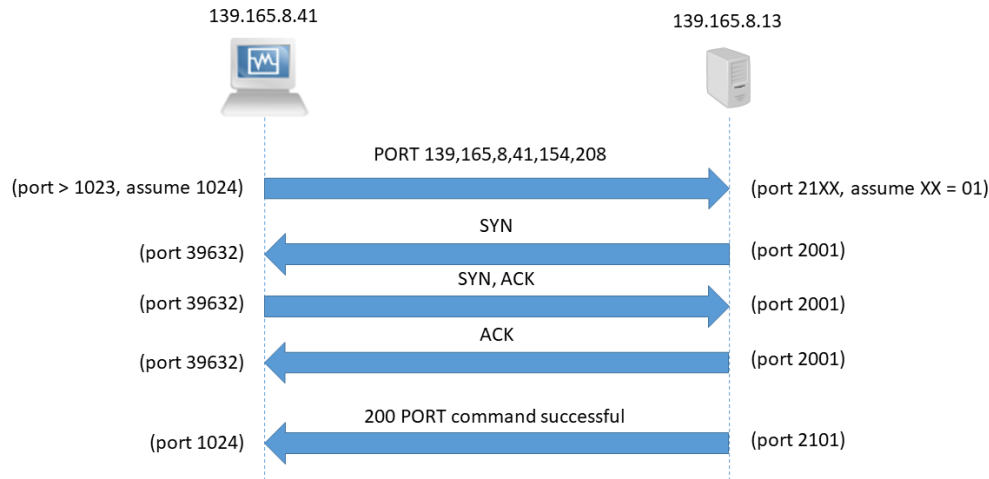 139.165.8.41
139.165.8.13
PORT 139,165,8,41,154,208
(port > 1023, assume 1024)
(port 21XX, assume XX = 01)
SYN
(port 39632)
(port 2001)
SYN, ACK
(port 39632)
(port 2001)
ACK
(port 39632)
(port 2001)
200 PORT command successful
(port 1024)
(port 2101)